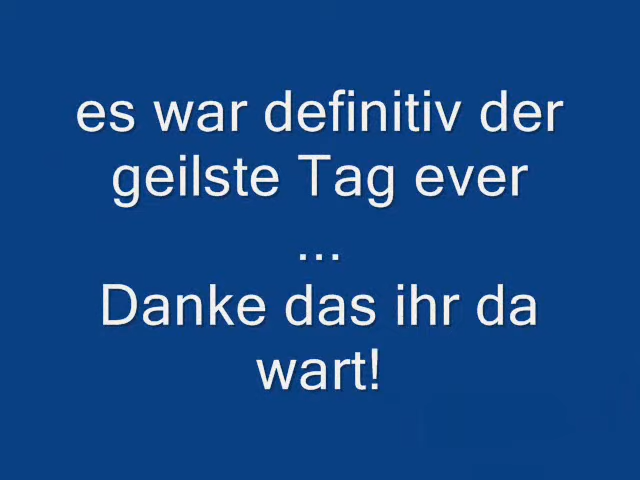 es war definitiv der
geilste Tag ever
...
Danke das ihr da
wart!